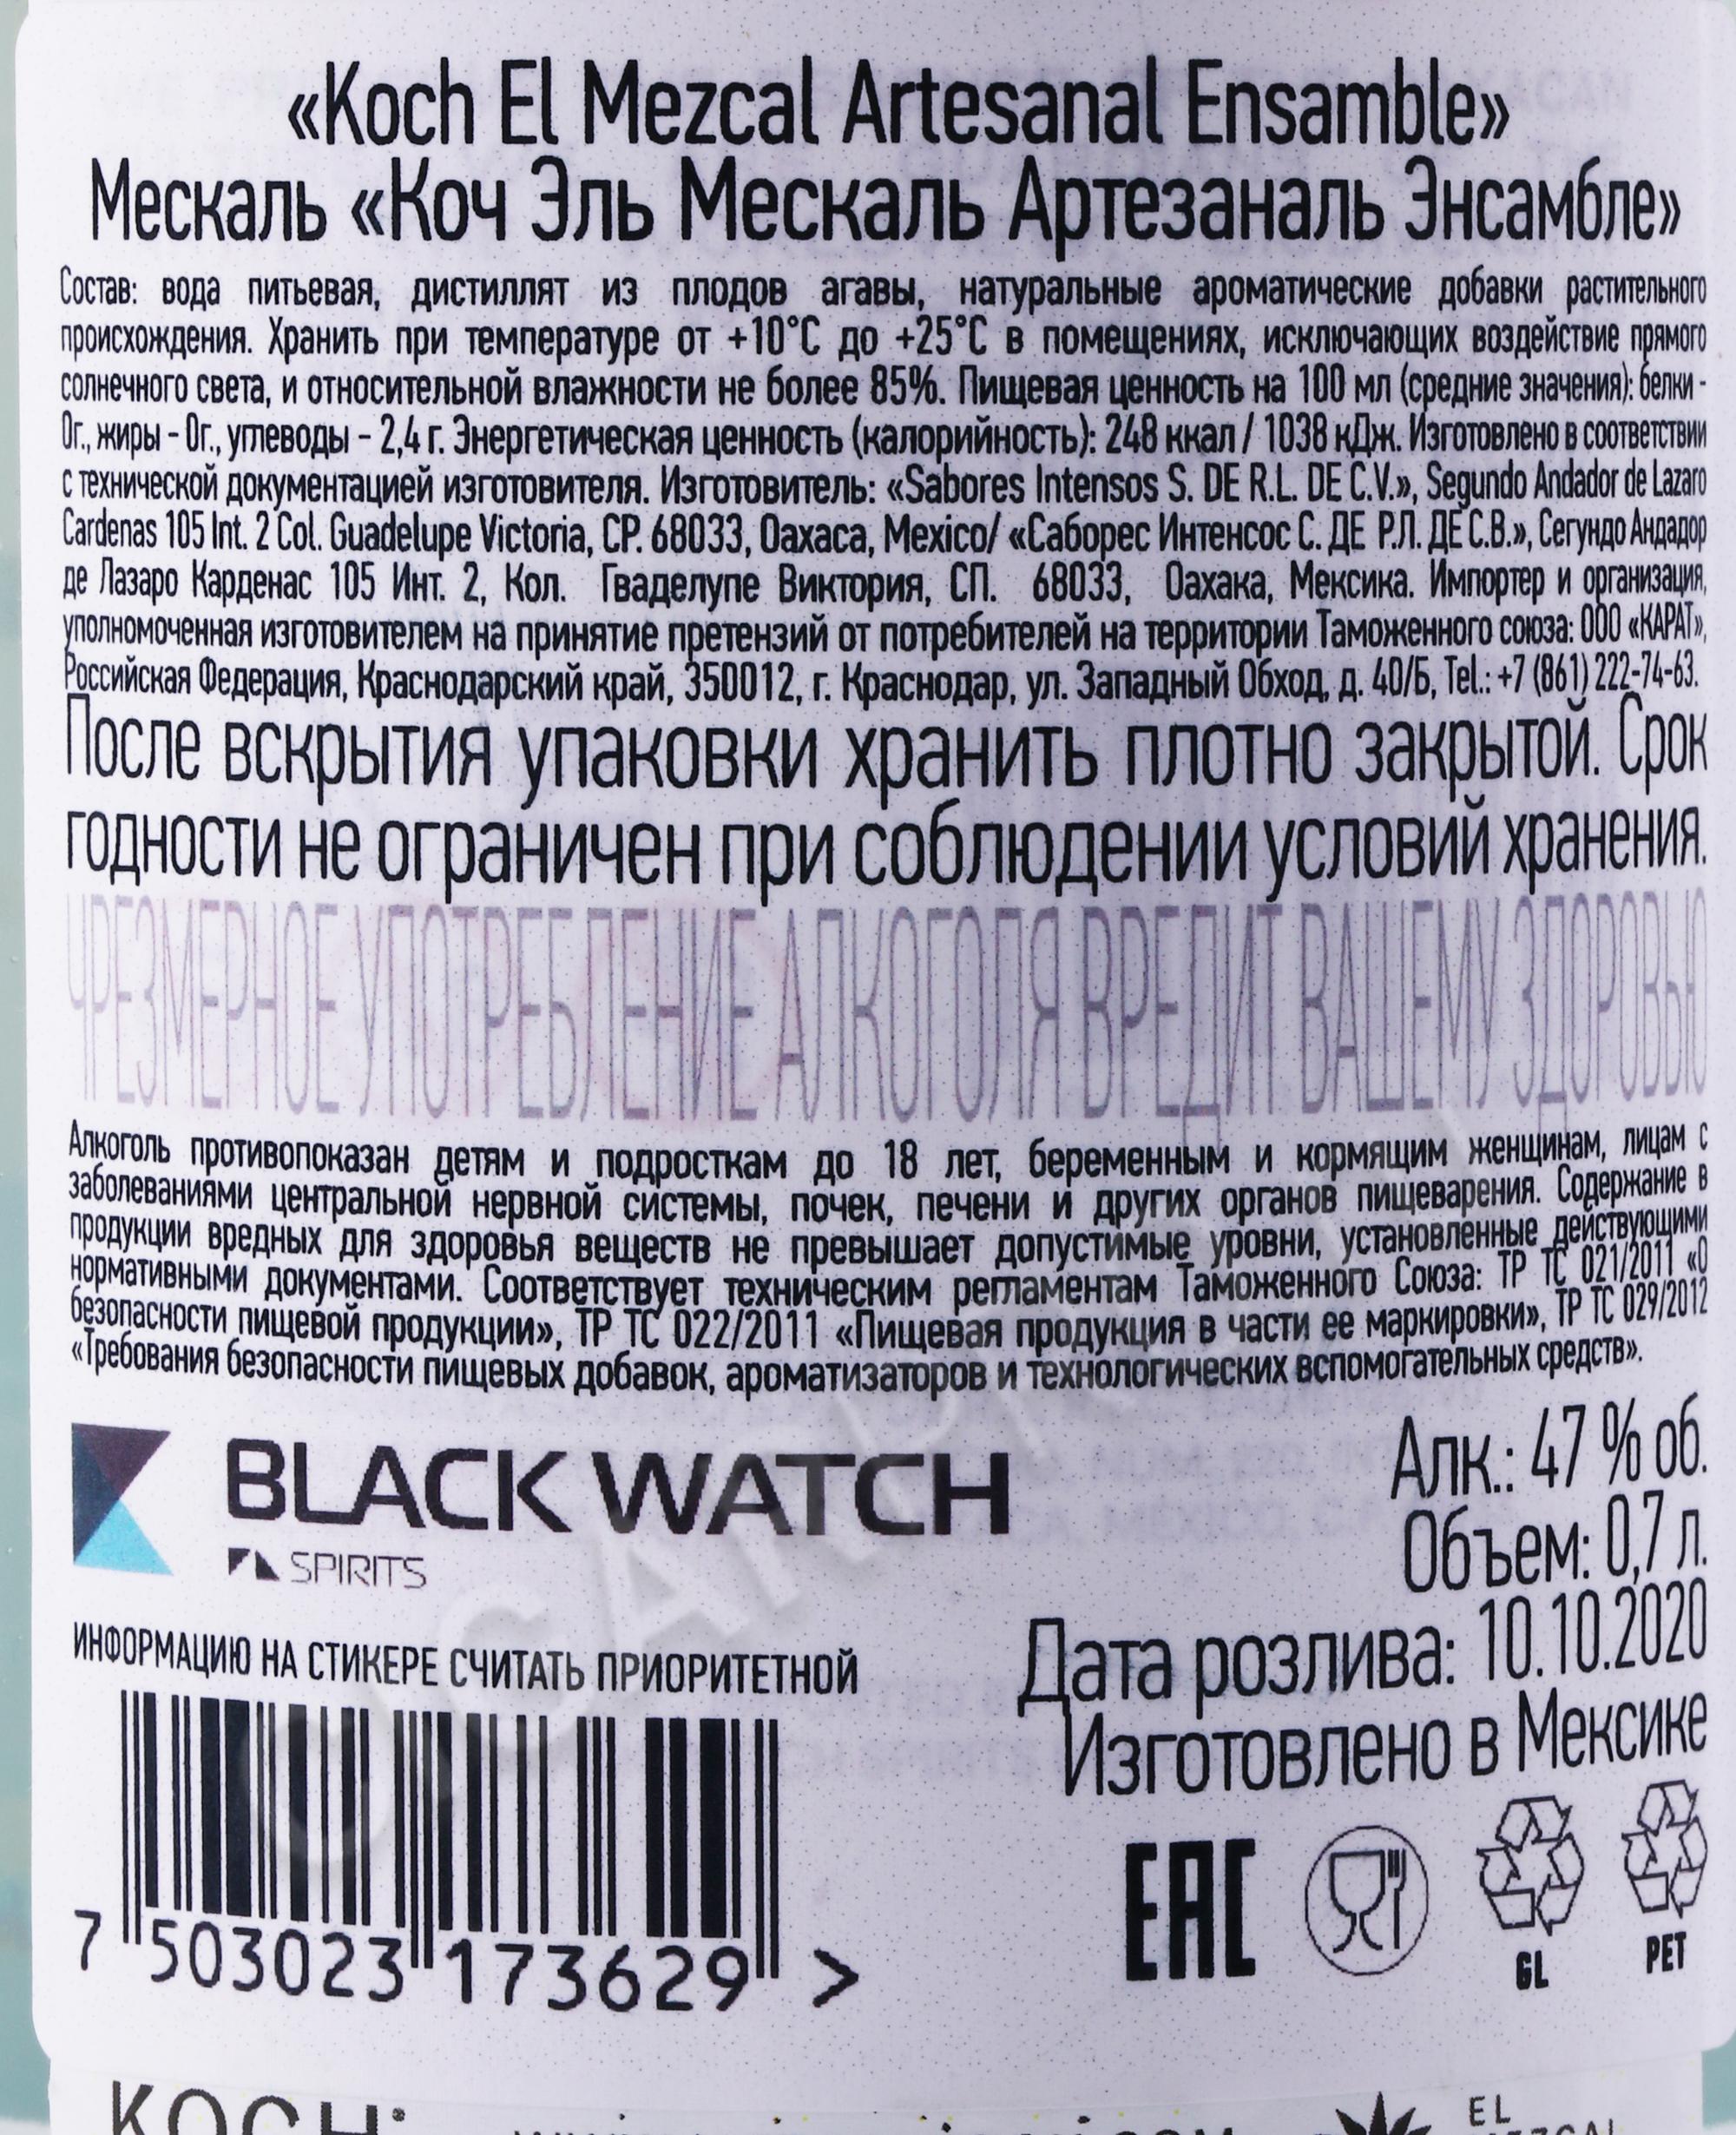 «Koch El Mezcal Artesanal Ensamble»
Мескаль «Коч Эль Мескаль Артезаналь Энсамбле»
Состав: вода питьевая, дистиллят из плодов агавы, натуральные ароматические добавки растительного
происхождения. Хранить при температуре от +10°С до +25°С в помещениях, исключающих воздействие прямого
солнечного света, и относительной влажности не более 85%. Пищевая ценность на 100 мл (средние значения): белки -
0г., жиры - 0г., углеводы - 2,4 г. Энергетическая ценность (калорийность): 248 ккал / 1038 кДж. Изготовлено в соответствии
с технической документацией изготовителя. Изготовитель: «Sabores Intensos S. DE R.L. DE C.V.», Segundo Andador de Lazaro
Cardenas 105 Int. 2 Col. Guadelupe Victoria, CP. 68033, Oaxaca, Mexico/ «Саборес Интенсос С. ДЕ Р.Л. ДЕ С.В.», Сегундо Андадор
де Лазаро Карденас 105 Инт. 2, Кол. Гваделупе Виктория, СП. 68033, Оахака, Мексика. Импортер и организация,
уполномоченная изготовителем на принятие претензий от потребителей на территории Таможенного союза: ООО «КАРАТ»,
Российская Федерация, Краснодарский край, 350012, г. Краснодар, ул. Западный Обход, д. 40/Б, Tel.: +7 (861) 222-74-63.
После вскрытия упаковки хранить плотно закрытой. Срок
годности не ограничен при соблюдении условий хранения.
ЧРЕЗМЕРНОЕ УПОТРЕБЛЕНИЕ АЛКОГОЛЯ ВРЕДИТ ВАШЕМУ ЗДОРОВЬЮ
Алкоголь противопоказан детям и подросткам до 18 лет, беременным и кормящим женщинам, лицам с
заболеваниями центральной нервной системы, почек, печени и других органов пищеварения. Содержание в
продукции вредных для здоровья веществ не превышает допустимые уровни, установленные действующими
нормативными документами. Соответствует техническим регламентам Таможенного Союза: ТР ТС 021/2011 «О
безопасности пищевой продукции», ТР ТС 022/2011 «Пищевая продукция в части ее маркировки», ТР ТС 029/2012
«Требования безопасности пищевых добавок, ароматизаторов и технологических вспомогательных средств».
BLACK WATCH
SPIRITS
Алк.: 47 % об.
Объем: 0,7 л.
Дата розлива: 10.10.2020
Изготовлено в Мексике
ИНФОРМАЦИЮ НА СТИКЕРЕ СЧИТАТЬ ПРИОРИТЕТНОЙ
7 503023 173629 >
EAC
GL
PET
KOCH
EL